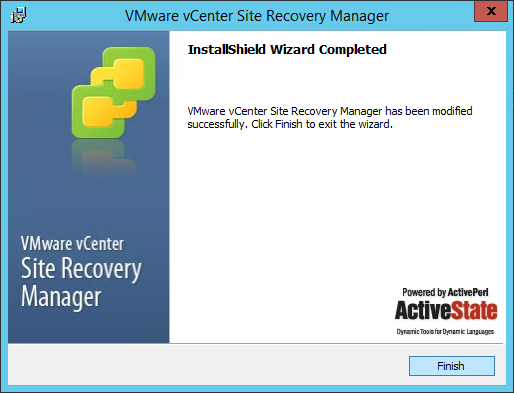 VMware vCenter Site Recovery Manager
x
InstallShield Wizard Completed
VMware vCenter Site Recovery Manager has been modified
successfully. Click Finish to exit the wizard.
VMware vCenter
Site Recovery
Manager
Powered by ActivePerl
ActiveState
Dynamic Tools for Dynamic Languages
Finish